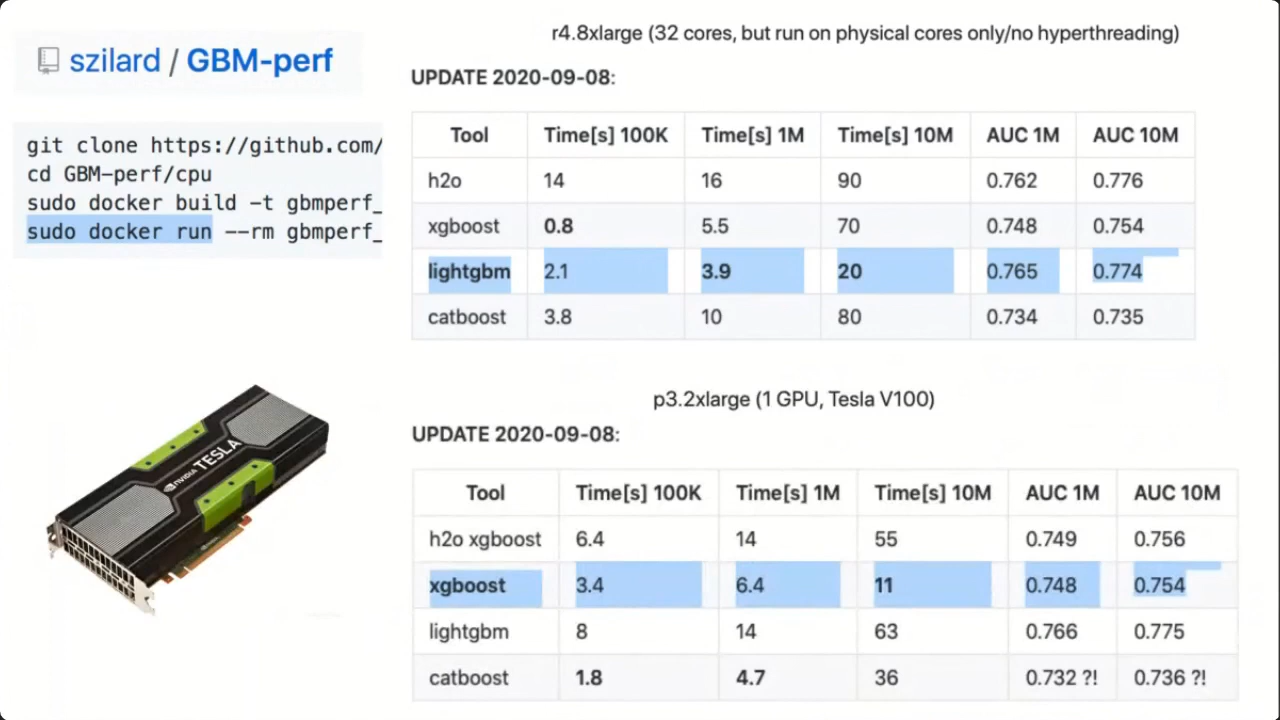 szilard / GBM-perf
git clone https://github.com/
cd GBM-perf/cpu
sudo docker build -t gbmperf_
sudo docker run --rm gbmperf_
r4.8xlarge (32 cores, but run on physical cores only/no hyperthreading)
UPDATE 2020-09-08:
Tool Time[s] 100K Time[s] 1M Time[s] 10M AUC 1M AUC 10M
h2o 14 16 90 0.762 0.776
xgboost 0.8 5.5 70 0.748 0.754
lightgbm 2.1 3.9 20 0.765 0.774
catboost 3.8 10 80 0.734 0.735
NVIDIA TESLA
p3.2xlarge (1 GPU, Tesla V100)
UPDATE 2020-09-08:
Tool Time[s] 100K Time[s] 1M Time[s] 10M AUC 1M AUC 10M
h2o xgboost 6.4 14 55 0.749 0.756
xgboost 3.4 6.4 11 0.748 0.754
lightgbm 8 14 63 0.766 0.775
catboost 1.8 4.7 36 0.732 ?! 0.736 ?!